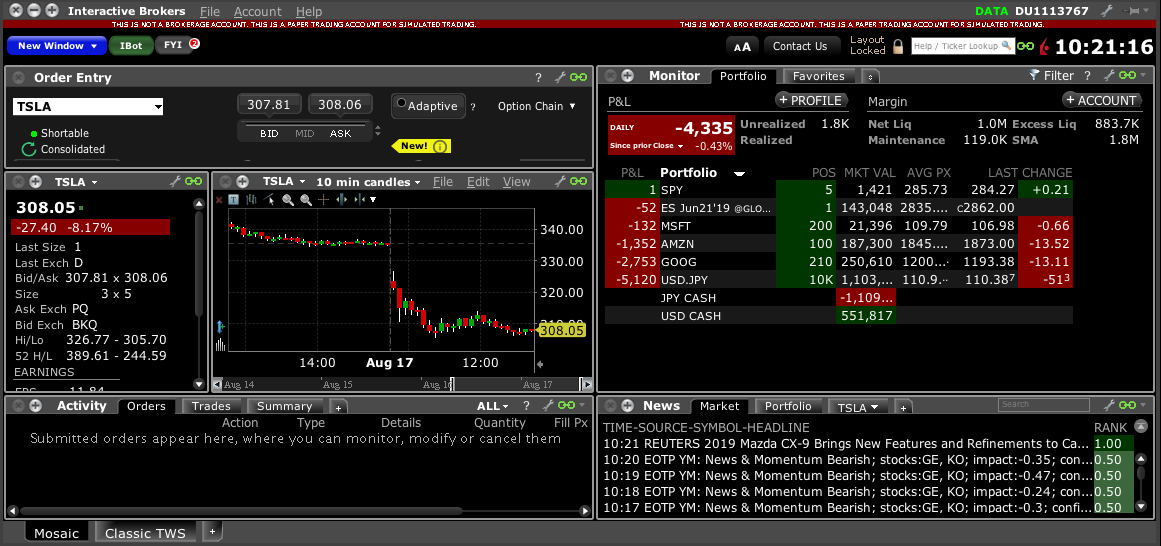 Interactive Brokers File Account Help DATA DU1113767
THIS IS NOT A BROKERAGE ACCOUNT. THIS IS A PAPER TRADING ACCOUNT FOR SIMULATED TRADING. THIS IS NOT A BROKERAGE ACCOUNT. THIS IS A PAPER TRADING ACCOUNT FOR SIMULATED TRADING.
New Window IBot FYI 2 AA Contact Us Layout Locked Help / Ticker Lookup 10:21:16
Order Entry ?
TSLA 307.81 308.06 Adaptive ? Option Chain
Shortable BID MID ASK
Consolidated New!
TSLA
308.05
-27.40 -8.17%
Last Size 1
Last Exch D
Bid/Ask 307.81 x 308.06
Size 3 x 5
Ask Exch PQ
Bid Exch BKQ
Hi/Lo 326.77 - 305.70
52 H/L 389.61 - 244.59
EARNINGS
EPS 11.84
TSLA 10 min candles File Edit View
340.00
330.00
320.00
310.00
308.05
14:00 Aug 17 12:00
Aug 14 Aug 15 Aug 16 Aug 17
Monitor Portfolio Favorites Filter ?
P&L + PROFILE Margin + ACCOUNT
DAILY -4,335 Unrealized 1.8K Net Liq 1.0M Excess Liq 883.7K
Since prior Close -0.43% Realized Maintenance 119.0K SMA 1.8M
P&L Portfolio POS MKT VAL AVG PX LAST CHANGE
1 SPY 5 1,421 285.73 284.27 +0.21
-52 ES Jun21'19 @GLO... 1 143,048 2835.... C2862.00
-132 MSFT 200 21,396 109.79 106.98 -0.66
-1,352 AMZN 100 187,300 1845.... 1873.00 -13.52
-2,753 GOOG 210 250,610 1200.... 1193.38 -13.11
-5,120 USD.JPY 10K 1,103,... 110.9... 110.38⁷ -51³
JPY CASH -1,109...
USD CASH 551,817
Activity Orders Trades Summary + ALL ?
Action Type Details Quantity Fill Px
Submitted orders appear here, where you can monitor, modify or cancel them
News Market Portfolio TSLA + Search
TIME-SOURCE-SYMBOL-HEADLINE RANK
10:21 REUTERS 2019 Mazda CX-9 Brings New Features and Refinements to Ca... 1.00
10:20 EOTP YM: News & Momentum Bearish; stocks:GE, KO; impact:-0.35; con... 0.50
10:19 EOTP YM: News & Momentum Bearish; stocks:GE, KO; impact:-0.47; con... 0.50
10:18 EOTP YM: News & Momentum Bearish; stocks:GE, KO; impact:-0.24; con... 0.50
10:17 EOTP YM: News & Momentum Bearish; stocks:GE, KO; impact:-0.3; confi... 0.50
Mosaic Classic TWS +